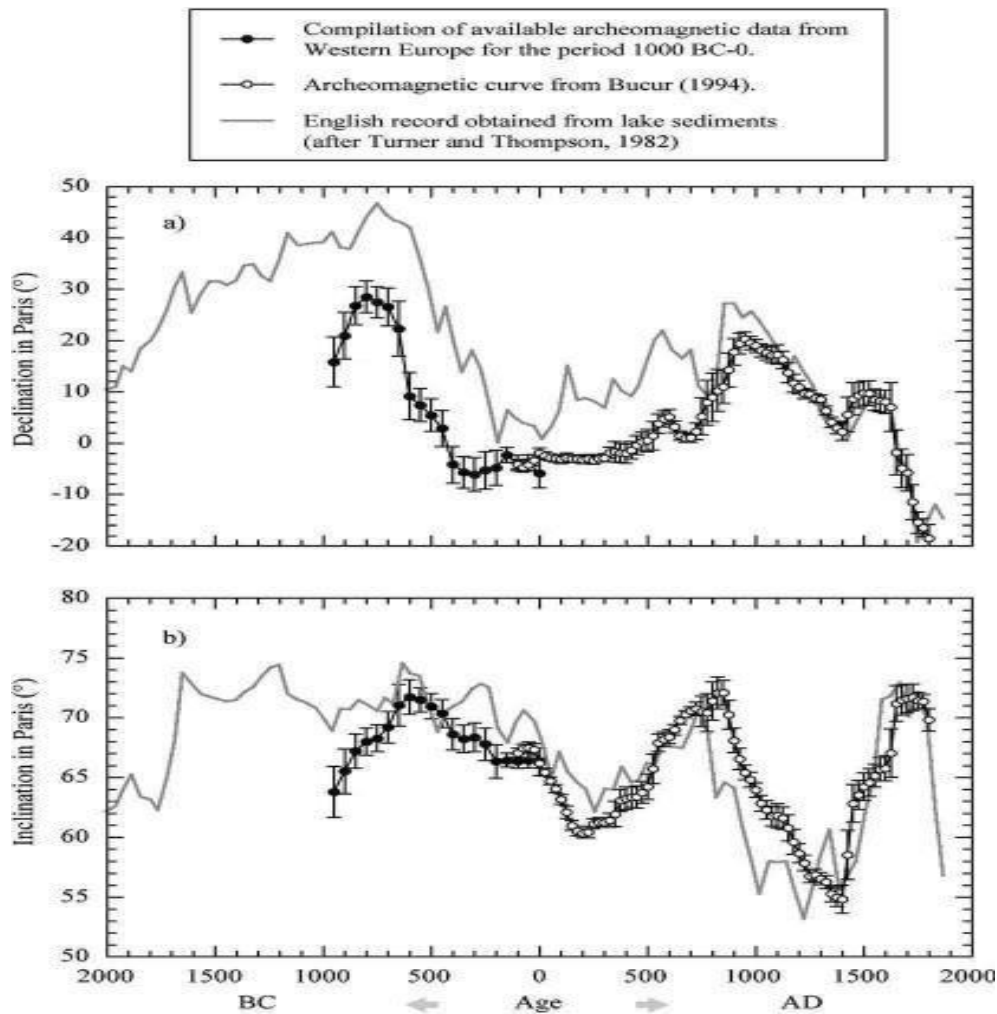 Compilation of available archeomagnetic data from
Western Europe for the period 1000 BC-0.
Archeomagnetic curve from Bucur (1994).
English record obtained from lake sediments
(after Turner and Thompson, 1982)
a)
Declination in Paris (°)
50
40
30
20
10
0
-10
-20
b)
Inclination in Paris (°)
80
75
70
65
60
55
50
2000 1500 1000 500 0 500 1000 1500 2000
BC Age AD